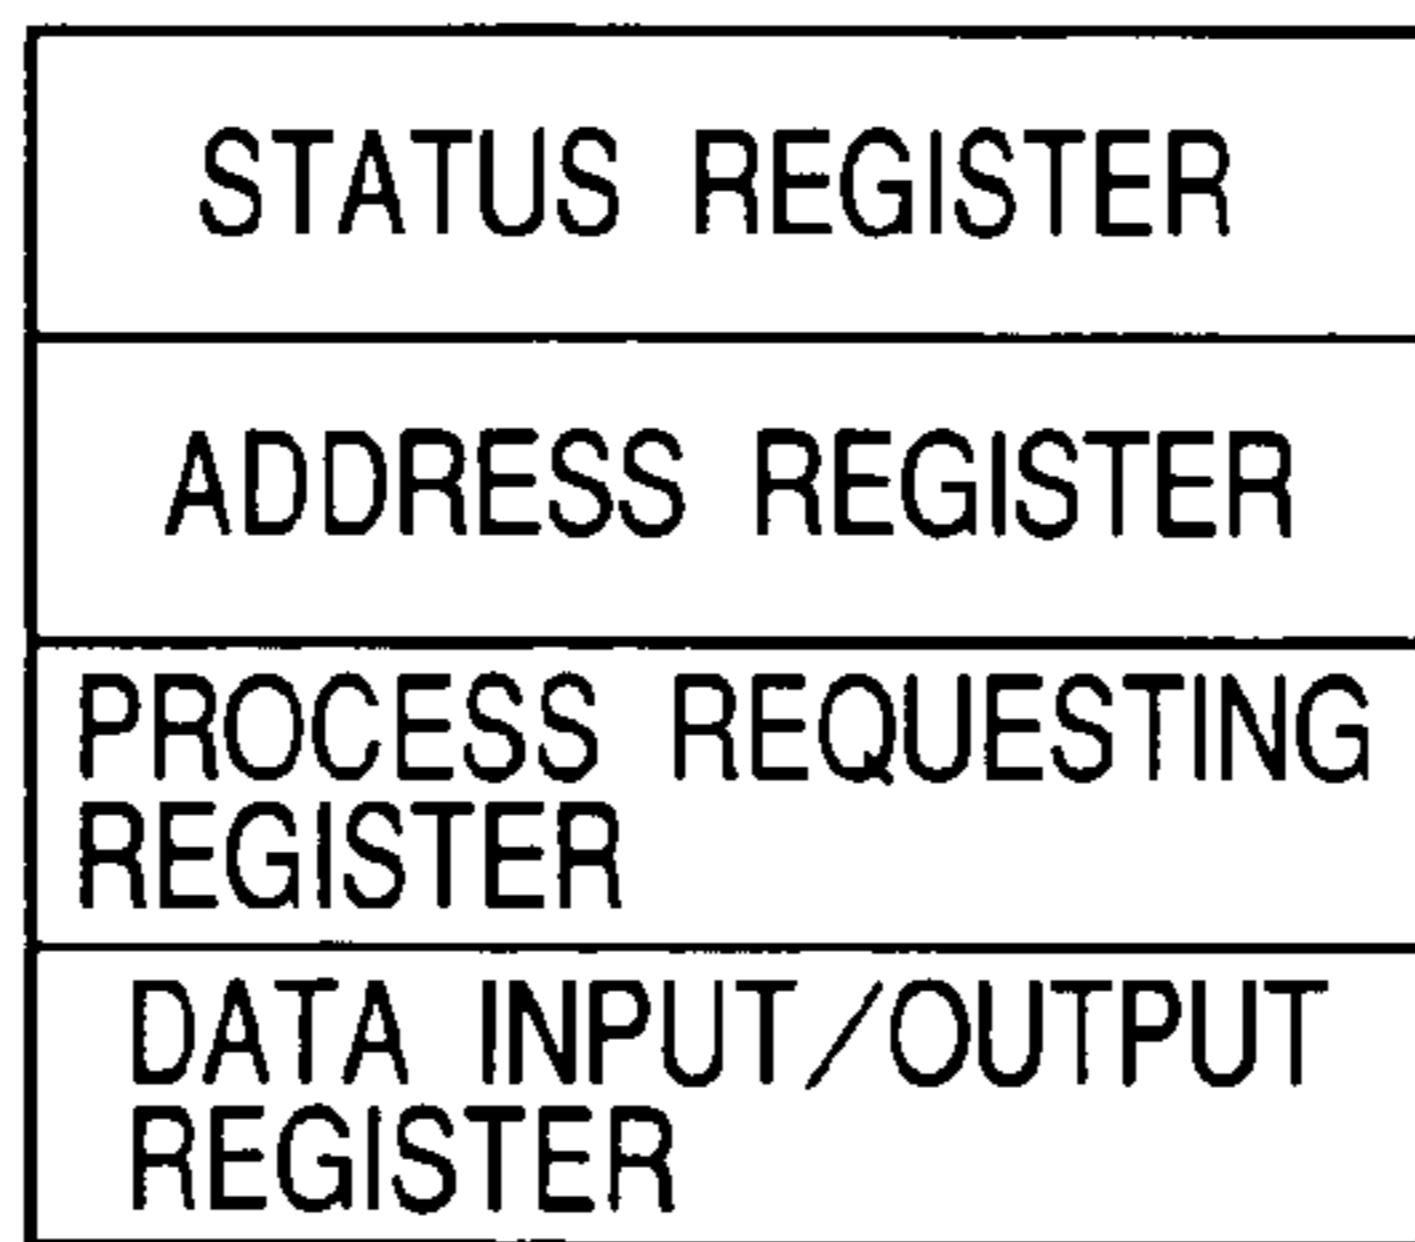 STATUS REGISTER
ADDRESS REGISTER
PROCESS REQUESTING
REGISTER
DATA INPUT/OUTPUT
REGISTER